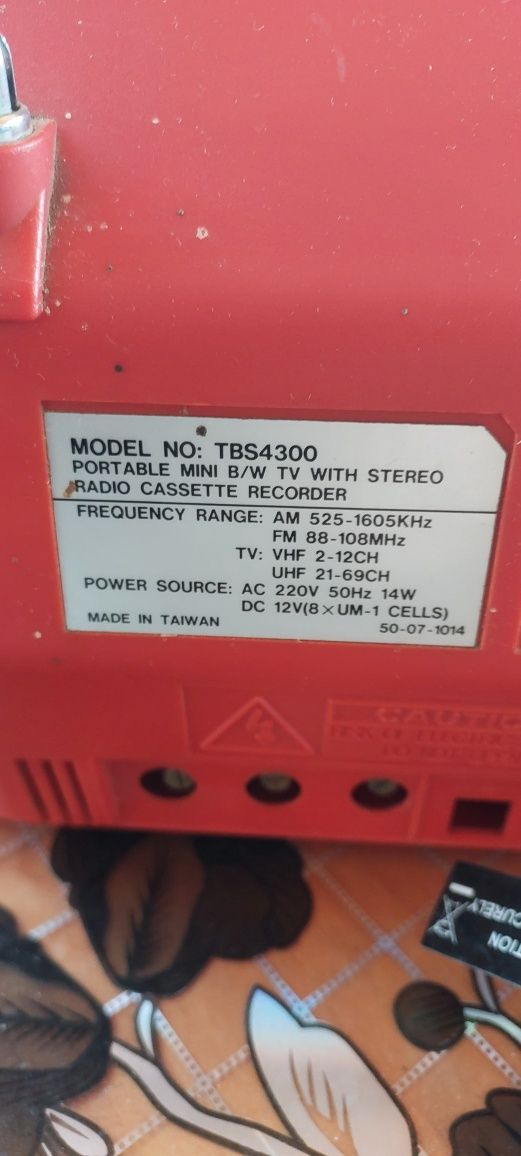 MODEL NO: TBS4300
PORTABLE MINI B/W TV WITH STEREO
RADIO CASSETTE RECORDER
FREQUENCY RANGE: AM 525-1605KHz
FM 88-108MHz
TV: VHF 2-12CH
UHF 21-69CH
POWER SOURCE: AC 220V 50Hz 14W
DC 12V(8×UM-1 CELLS)
MADE IN TAIWAN 50-07-1014